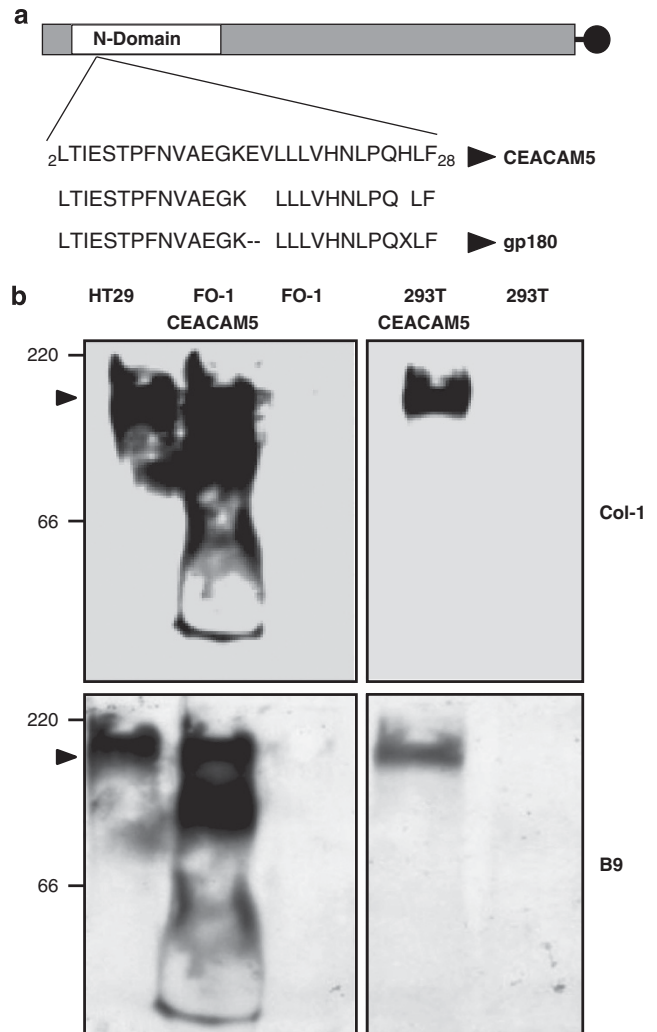 a
N-Domain
2LTIESTPFNVAEGKEVLLLVHNLPQHLF28 CEACAM5
LTIESTPFNVAEGK LLLVHNLPQ LF
LTIESTPFNVAEGK-- LLLVHNLPQXLF gp180
b
HT29 FO-1 FO-1 293T 293T
CEACAM5 CEACAM5
220
66
Col-1
220
66
B9